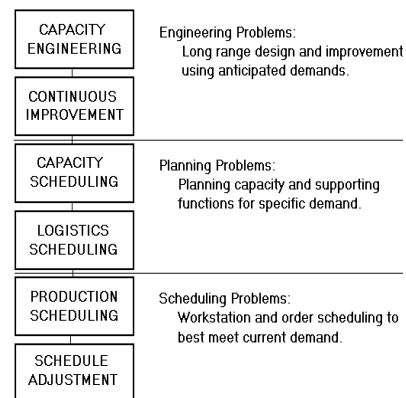 CAPACITY
ENGINEERING
Engineering Problems:
Long range design and improvement
using anticipated demands.
CONTINUOUS
IMPROVEMENT
CAPACITY
SCHEDULING
Planning Problems:
Planning capacity and supporting
functions for specific demand.
LOGISTICS
SCHEDULING
PRODUCTION
SCHEDULING
Scheduling Problems:
Workstation and order scheduling to
best meet current demand.
SCHEDULE
ADJUSTMENT